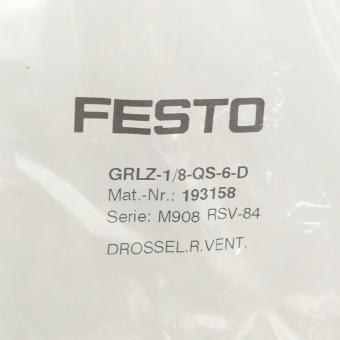 FESTO
GRLZ-1/8-QS-6-D
Mat.-Nr.: 193158
Serie: M908 RSV-84
DROSSEL.R.VENT.